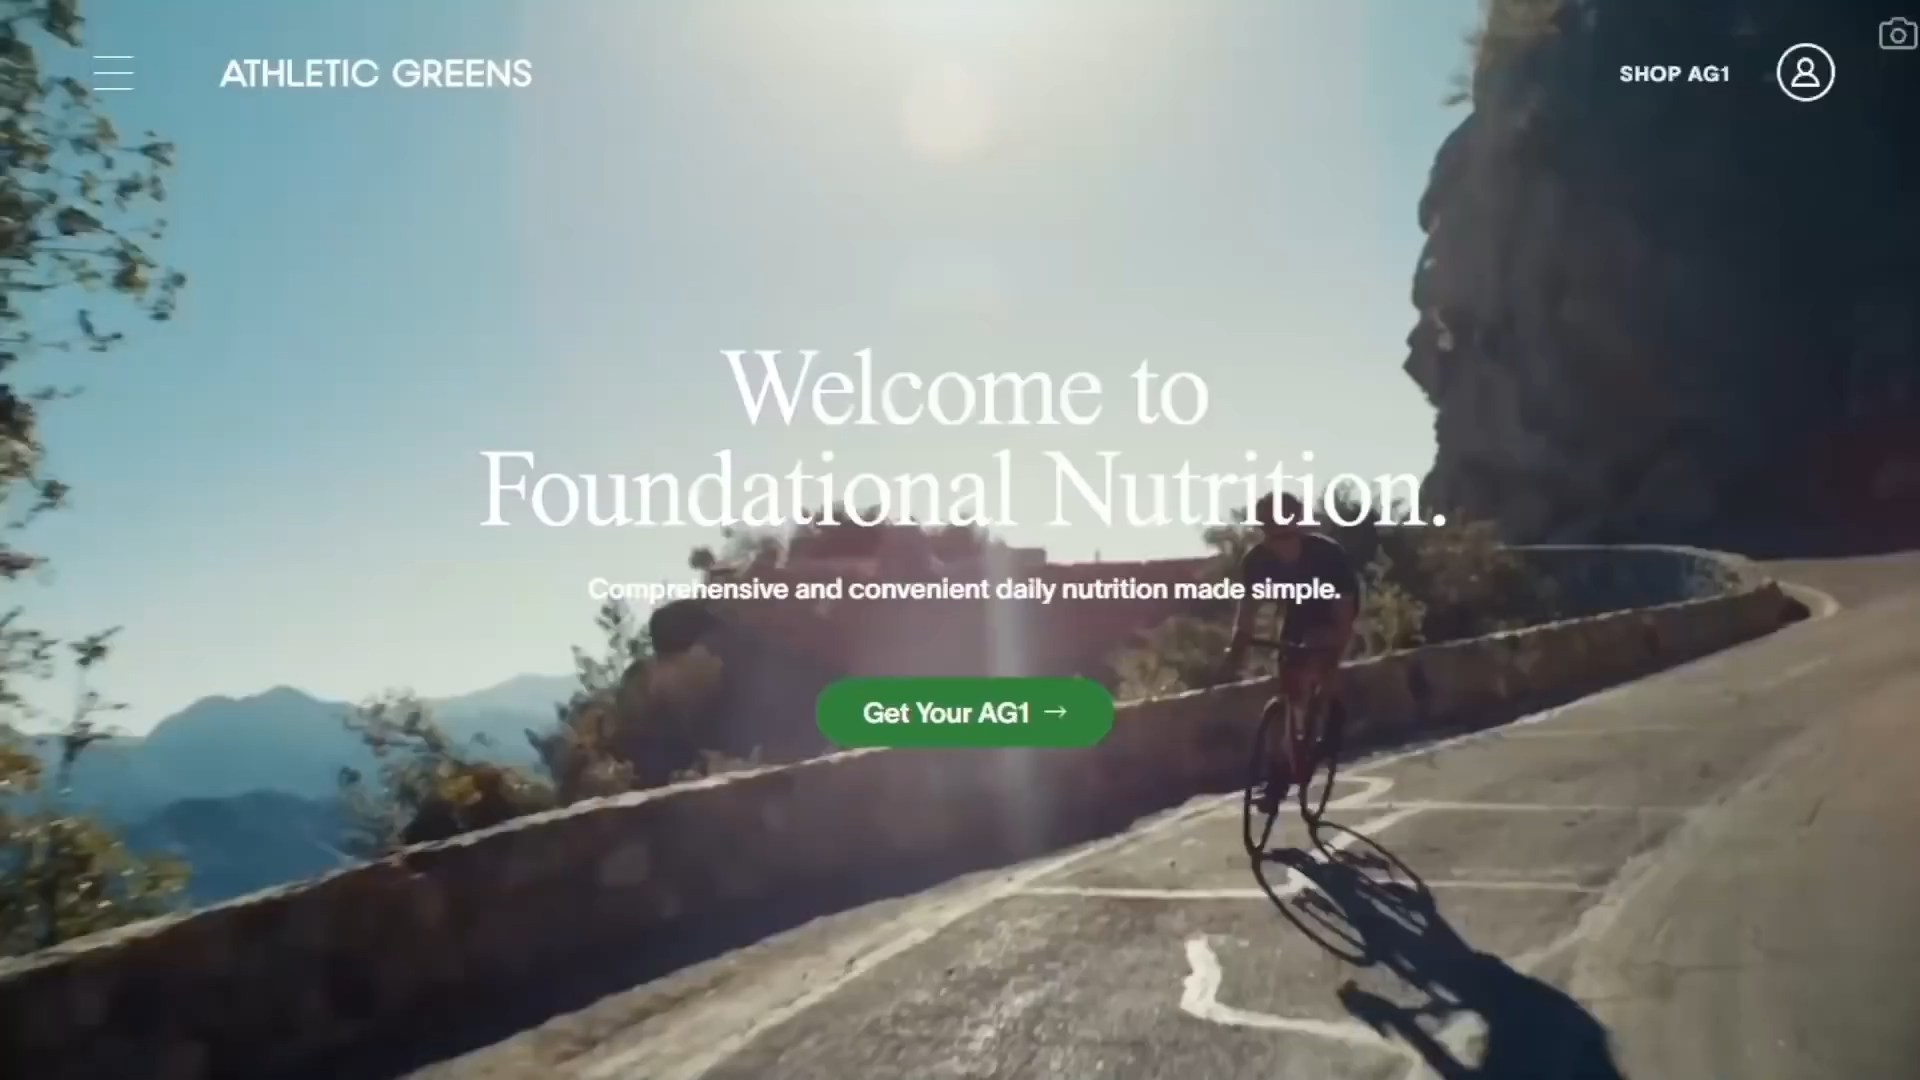 ATHLETIC GREENS
SHOP AG1
Welcome to
Foundational Nutrition.
Comprehensive and convenient daily nutrition made simple.
Get Your AG1 →